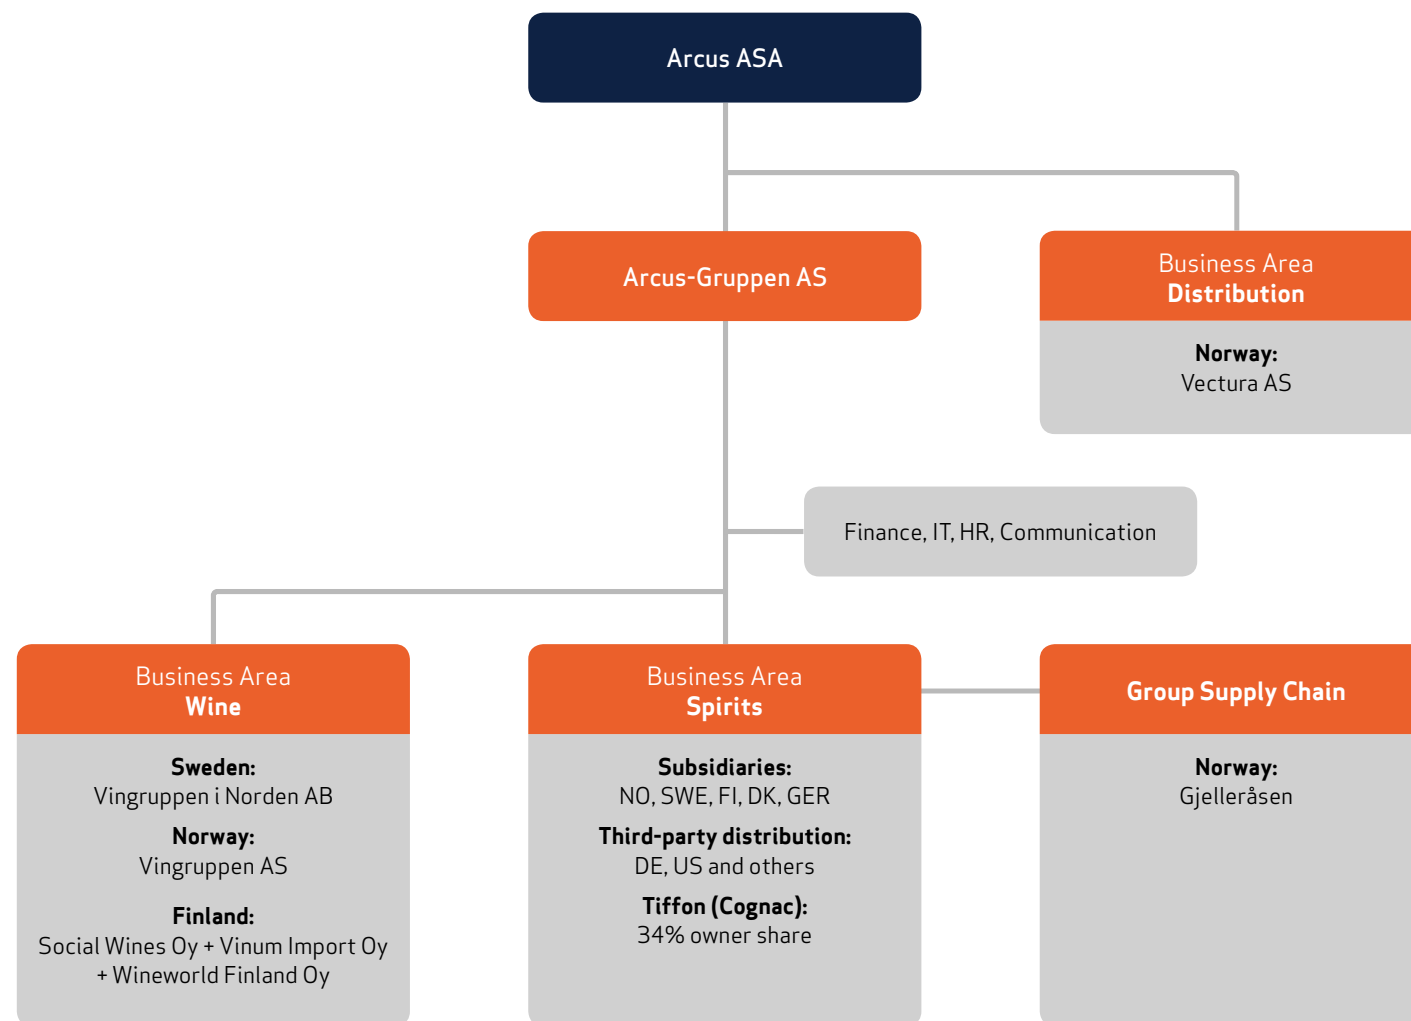 Arcus ASA
Arcus-Gruppen AS
Business Area
Distribution
Norway:
Vectura AS
Finance, IT, HR, Communication
Business Area
Wine
Sweden:
Vingruppen i Norden AB
Norway:
Vingruppen AS
Finland:
Social Wines Oy + Vinum Import Oy
+ Wineworld Finland Oy
Business Area
Spirits
Subsidiaries:
NO, SWE, FI, DK, GER
Third-party distribution:
DE, US and others
Tiffon (Cognac):
34% owner share
Group Supply Chain
Norway:
Gjelleråsen